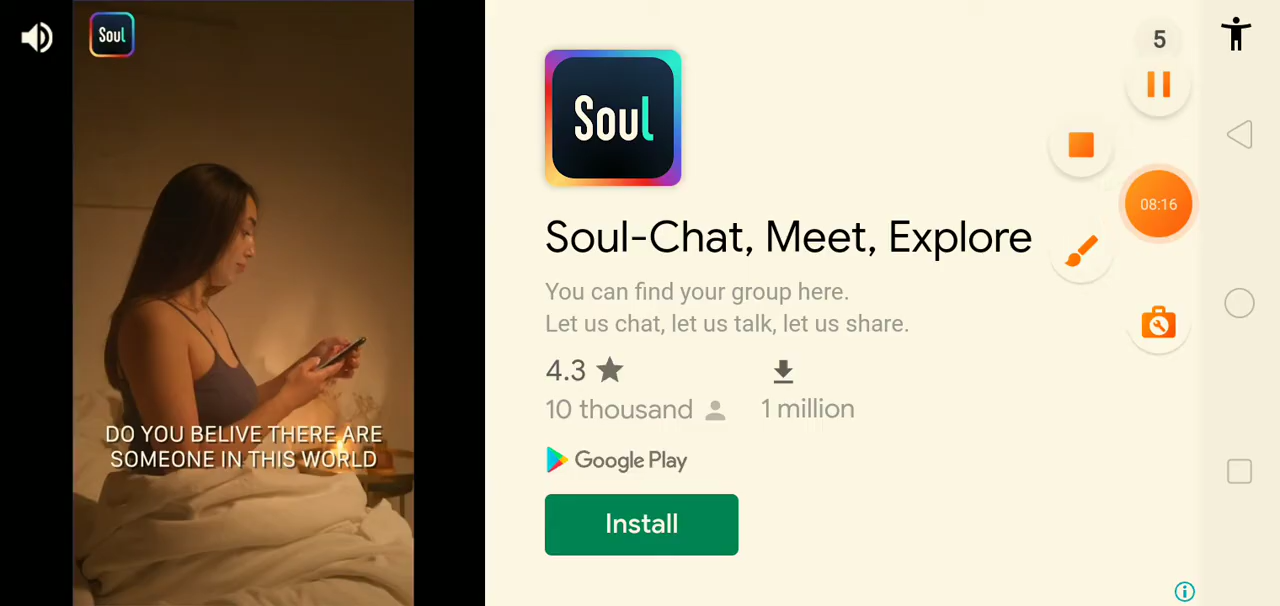 Soul
DO YOU BELIVE THERE ARE
SOMEONE IN THIS WORLD
Soul
Soul-Chat, Meet, Explore
You can find your group here.
Let us chat, let us talk, let us share.
4.3
10 thousand
1 million
Google Play
Install
5
08:16